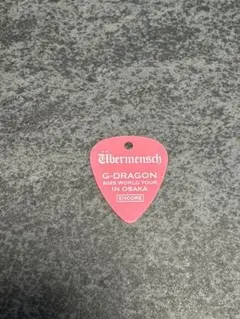 Übermensch
G-DRAGON
2025 WORLD TOUR
IN OSAKA
ENCORE